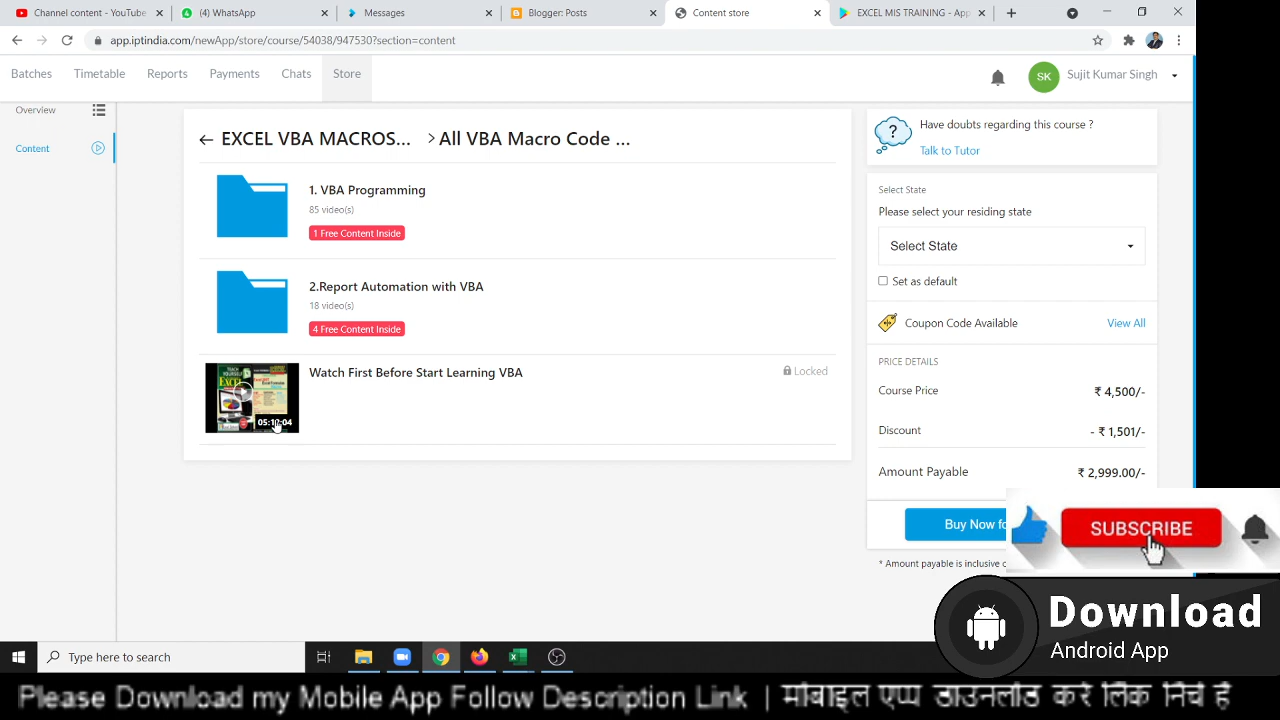 Channel content - YouTube
(4) WhatsApp
Messages
Blogger: Posts
Content store
EXCEL MIS TRAINING - App
app.iptindia.com/newApp/store/course/54038/947530?section=content
Batches
Timetable
Reports
Payments
Chats
Store
SK
Sujit Kumar Singh
Overview
Content
EXCEL VBA MACROS... > All VBA Macro Code ...
1. VBA Programming
85 video(s)
1 Free Content Inside
2.Report Automation with VBA
18 video(s)
4 Free Content Inside
Watch First Before Start Learning VBA
Locked
Have doubts regarding this course ?
Talk to Tutor
Select State
Please select your residing state
Select State
Set as default
Coupon Code Available
View All
PRICE DETAILS
Course Price
₹ 4,500/-
Discount
- ₹ 1,501/-
Amount Payable
₹ 2,999.00/-
Buy Now fo
* Amount payable is inclusive
SUBSCRIBE
Download
Android App
Type here to search
Please Download my Mobile App Follow Description Link | मोबाइल एप्प डाउनलोड करे लिंक निचे हैं